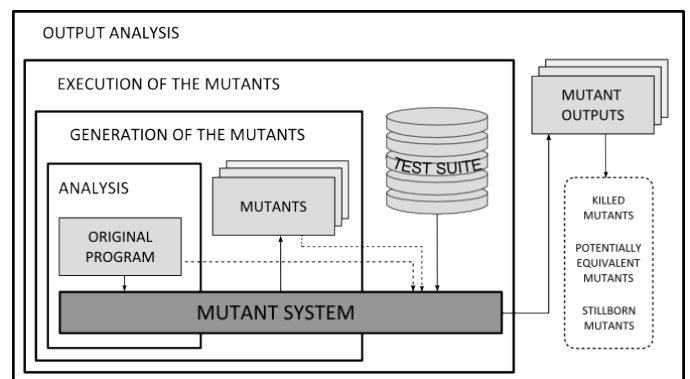 OUTPUT ANALYSIS
EXECUTION OF THE MUTANTS
GENERATION OF THE MUTANTS
ANALYSIS
ORIGINAL
PROGRAM
MUTANTS
TEST SUITE
MUTANT SYSTEM
MUTANT
OUTPUTS
KILLED
MUTANTS
POTENTIALLY
EQUIVALENT
MUTANTS
STILLBORN
MUTANTS